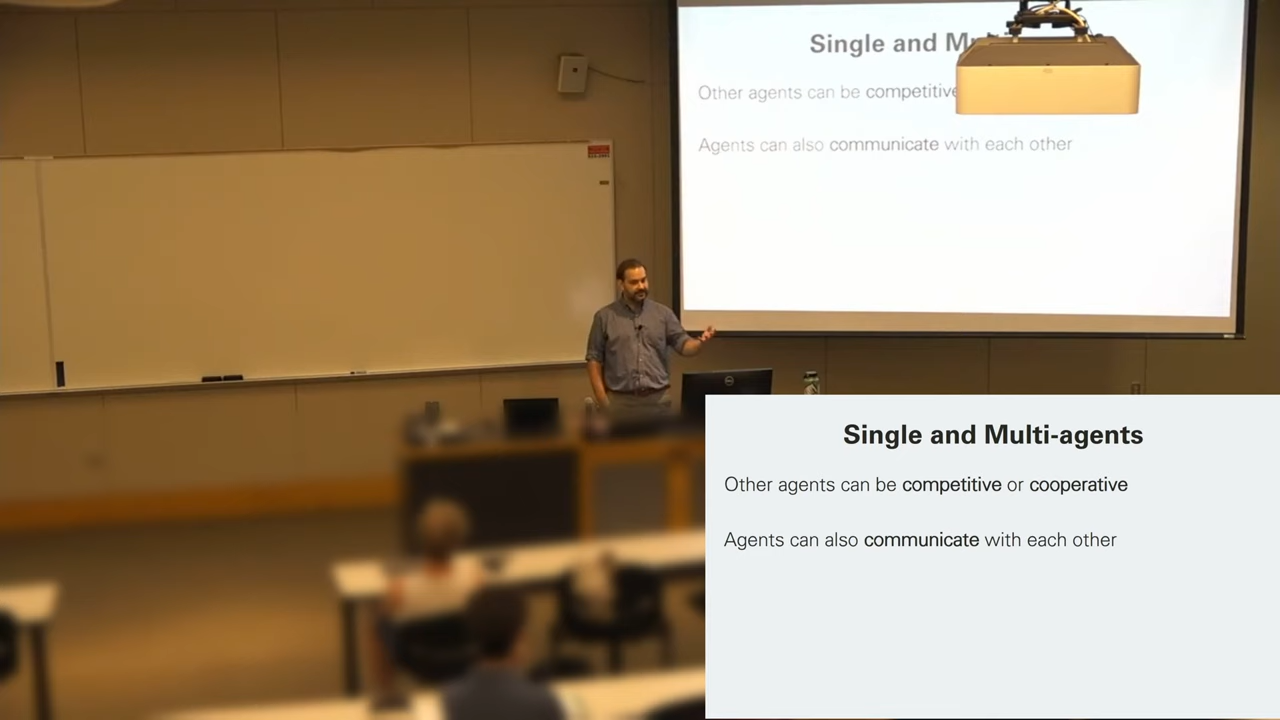 Single and Mu
Other agents can be competitive
Agents can also communicate with each other
DELL
Single and Multi-agents
Other agents can be competitive or cooperative
Agents can also communicate with each other